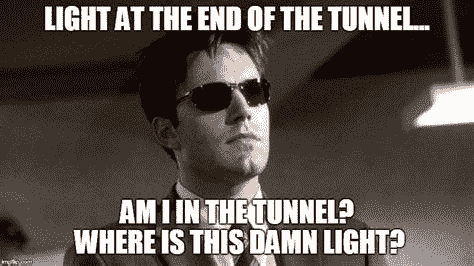 LIGHT AT THE END OF THE TUNNEL...
AM I IN THE TUNNEL?
WHERE IS THIS DAMN LIGHT?
imgflip.com